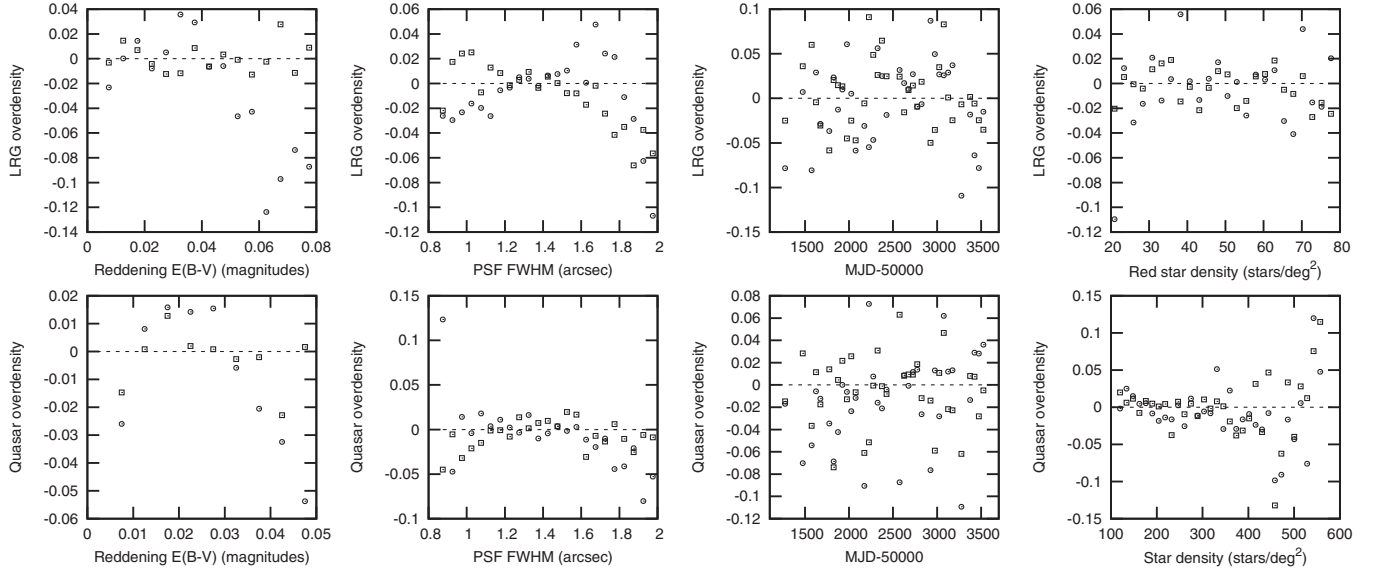 0.04
0.02
0
-0.02
-0.04
-0.06
-0.08
-0.1
-0.12
-0.14
LRG overdensity
0 0.02 0.04 0.06 0.08
Reddening E(B-V) (magnitudes)
0.06
0.04
0.02
0
-0.02
-0.04
-0.06
-0.08
-0.1
-0.12
LRG overdensity
0.8 1 1.2 1.4 1.6 1.8 2
PSF FWHM (arcsec)
0.1
0.05
0
-0.05
-0.1
-0.15
LRG overdensity
1500 2000 2500 3000 3500
MJD-50000
0.06
0.04
0.02
0
-0.02
-0.04
-0.06
-0.08
-0.1
-0.12
LRG overdensity
20 30 40 50 60 70 80
Red star density (stars/deg²)
0.02
0.01
0
-0.01
-0.02
-0.03
-0.04
-0.05
-0.06
Quasar overdensity
0 0.01 0.02 0.03 0.04 0.05
Reddening E(B-V) (magnitudes)
0.15
0.1
0.05
0
-0.05
-0.1
Quasar overdensity
0.8 1 1.2 1.4 1.6 1.8 2
PSF FWHM (arcsec)
0.08
0.06
0.04
0.02
0
-0.02
-0.04
-0.06
-0.08
-0.1
-0.12
Quasar overdensity
1500 2000 2500 3000 3500
MJD-50000
0.15
0.1
0.05
0
-0.05
-0.1
-0.15
Quasar overdensity
100 200 300 400 500 600
Star density (stars/deg²)